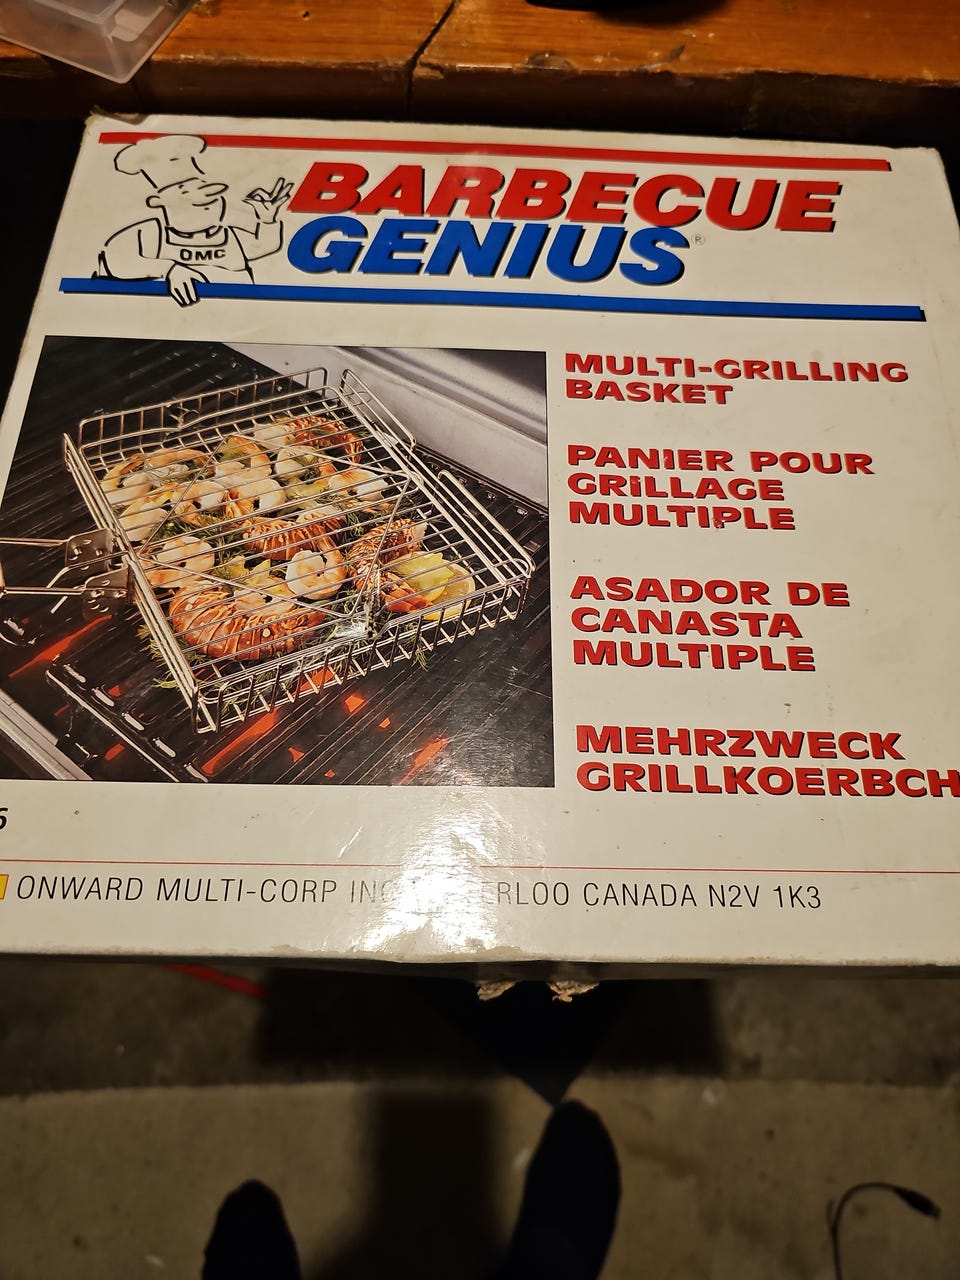 OMC
BARBECUE
GENIUS®
MULTI-GRILLING
BASKET
PANIER POUR
GRILLAGE
MULTIPLE
ASADOR DE
CANASTA
MULTIPLE
MEHRZWECK
GRILLKOERBCH
6
ONWARD MULTI-CORP INC ERLOO CANADA N2V 1K3